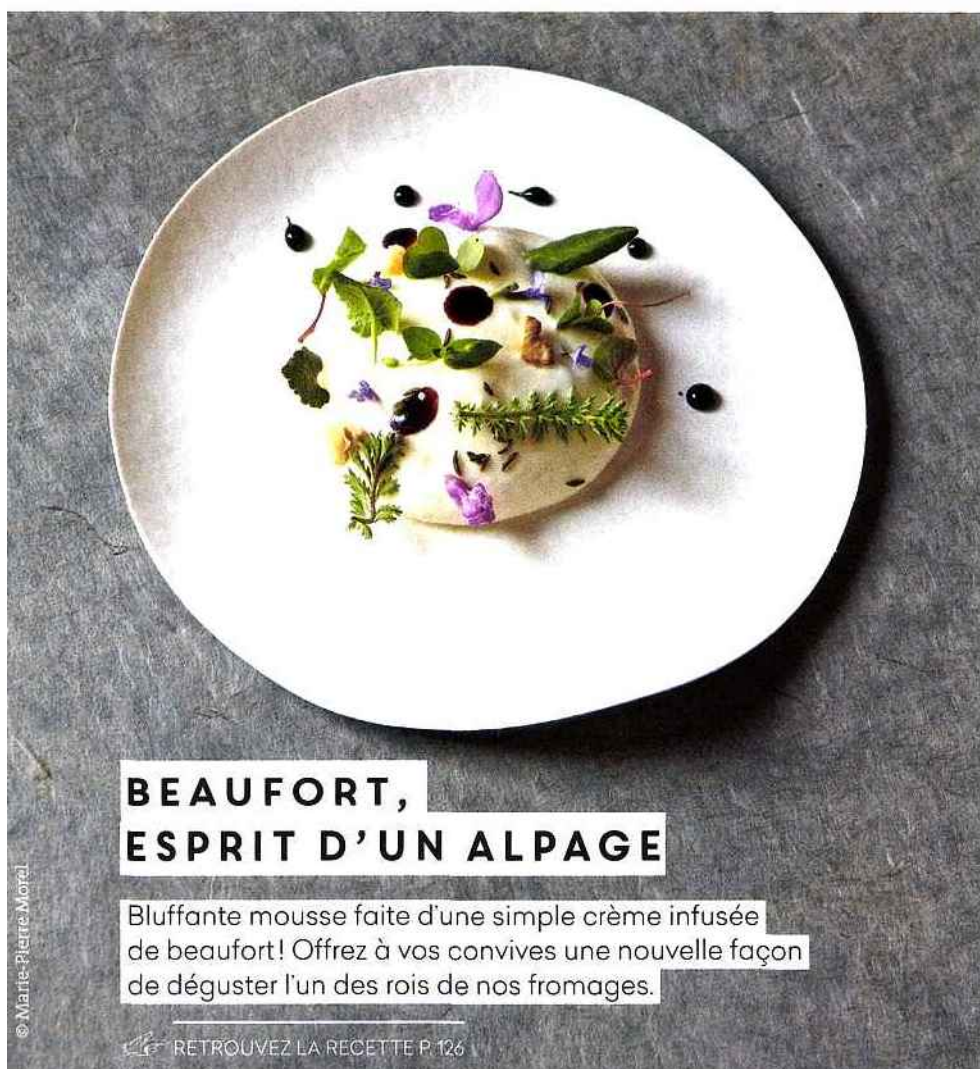 BEAUFORT,
ESPRIT D'UN ALPAGE
Bluffante mousse faite d'une simple crème infusée
de beaufort! Offrez à vos convives une nouvelle façon
de déguster l'un des rois de nos fromages.
RETROUVEZ LA RECETTE P. 126
© Marie-Pierre Morel